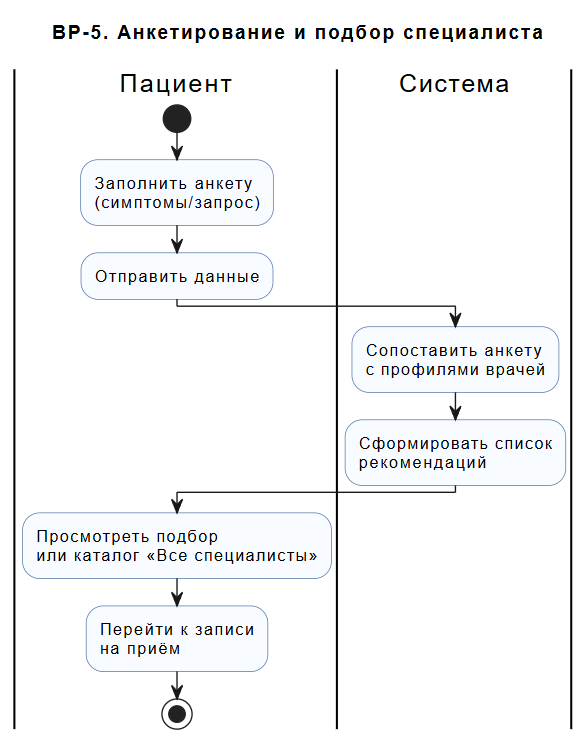 BP-5. Анкетирование и подбор специалиста
Пациент
Система
Заполнить анкету
(симптомы/запрос)
Отправить данные
Сопоставить анкету
с профилями врачей
Сформировать список
рекомендаций
Просмотреть подбор
или каталог «Все специалисты»
Перейти к записи
на приём